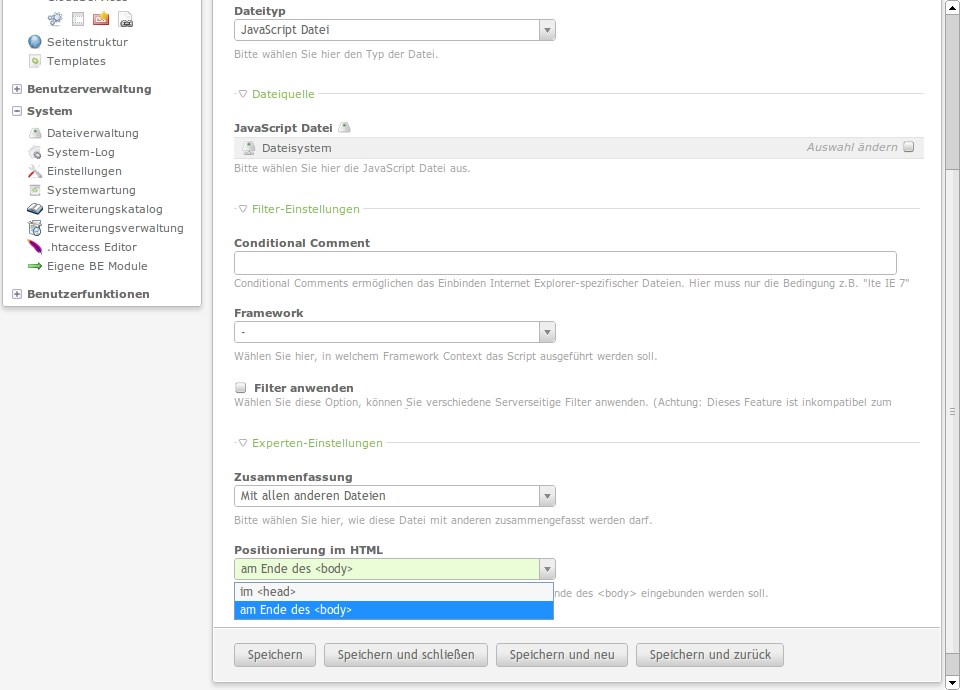 Seitenstruktur
Templates
Benutzerverwaltung
System
Dateiverwaltung
System-Log
Einstellungen
Systemwartung
Erweiterungskatalog
Erweiterungsverwaltung
.htaccess Editor
Eigene BE Module
Benutzerfunktionen
Dateityp
JavaScript Datei
Bitte wählen Sie hier den Typ der Datei.
Dateiquelle
JavaScript Datei
Dateisystem Auswahl ändern
Bitte wählen Sie hier die JavaScript Datei aus.
Filter-Einstellungen
Conditional Comment
Conditional Comments ermöglichen das Einbinden Internet Explorer-spezifischer Dateien. Hier muss nur die Bedingung z.B. "lte IE 7"
Framework
-
Wählen Sie hier, in welchem Framework Context das Script ausgeführt werden soll.
Filter anwenden
Wählen Sie diese Option, können Sie verschiedene Serverseitige Filter anwenden. (Achtung: Dieses Feature ist inkompatibel zum
Experten-Einstellungen
Zusammenfassung
Mit allen anderen Dateien
Bitte wählen Sie hier, wie diese Datei mit anderen zusammengefasst werden darf.
Positionierung im HTML
am Ende des <body>
im <head>
nde des <body> eingebunden werden soll.
am Ende des <body>
Speichern Speichern und schließen Speichern und neu Speichern und zurück